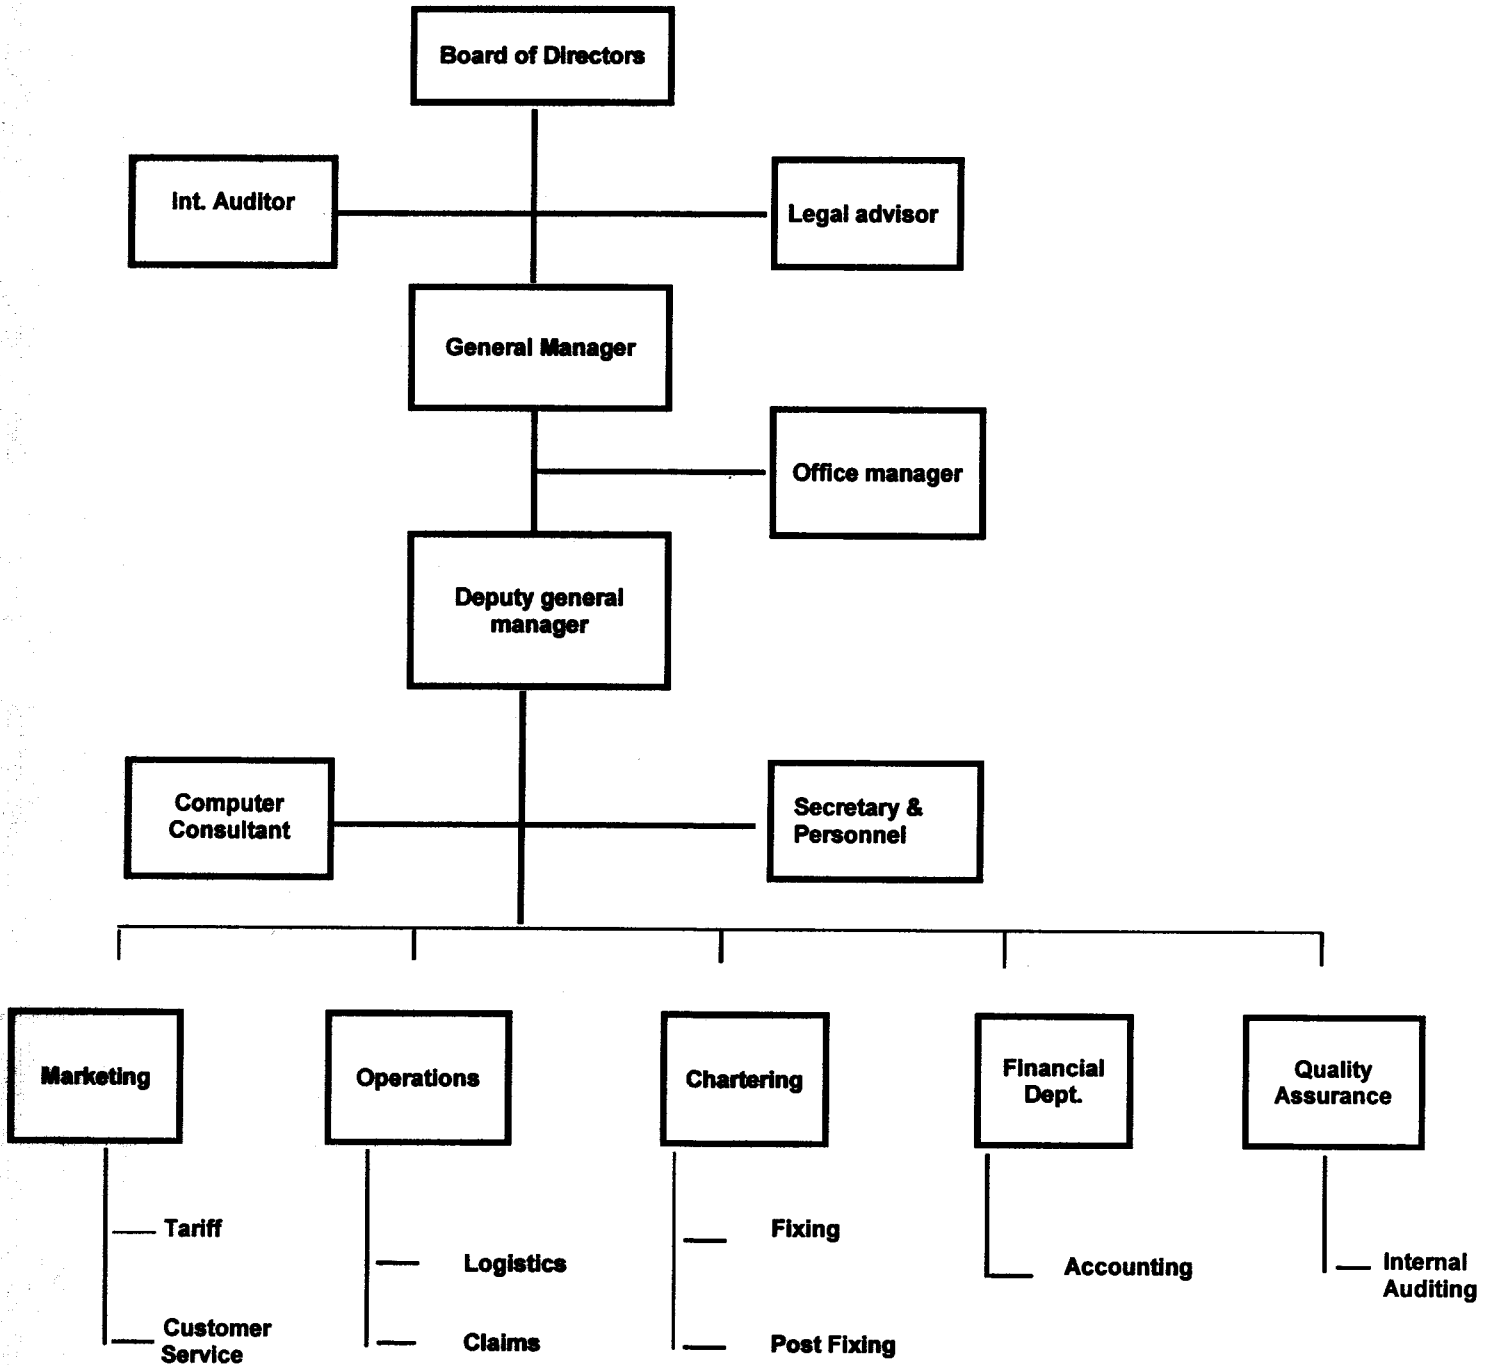 Board of Directors
Int. Auditor
Legal advisor
General Manager
Office manager
Deputy general
manager
Computer
Consultant
Secretary &
Personnel
Marketing
Operations
Chartering
Financial
Dept.
Quality
Assurance
Tariff
Customer
Service
Logistics
Claims
Fixing
Post Fixing
Accounting
Internal
Auditing